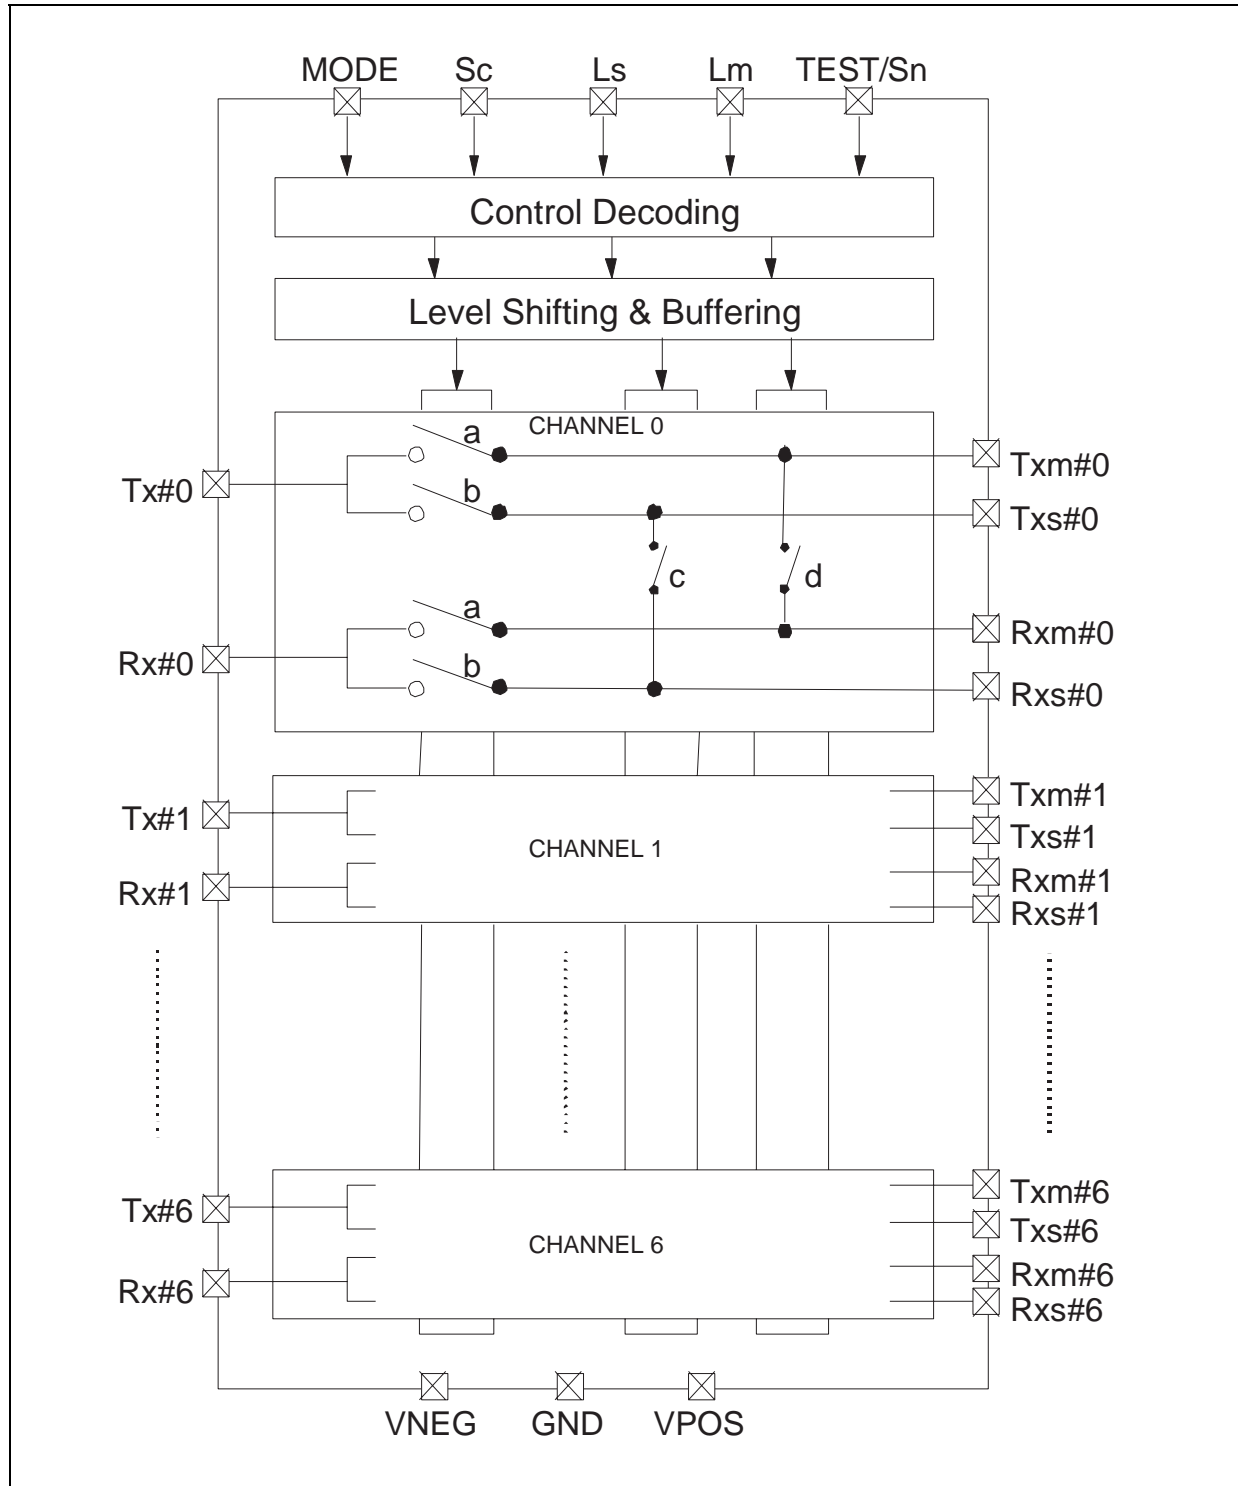 MODE Sc Ls Lm TEST/Sn
Control Decoding
Level Shifting & Buffering
CHANNEL 0
a
Txm#0
Tx#0
b
Txs#0
c d
a
Rxm#0
Rx#0
b
Rxs#0
Txm#1
Tx#1
Txs#1
CHANNEL 1
Rxm#1
Rx#1
Rxs#1
Txm#6
Tx#6
Txs#6
CHANNEL 6
Rxm#6
Rx#6
Rxs#6
VNEG GND VPOS